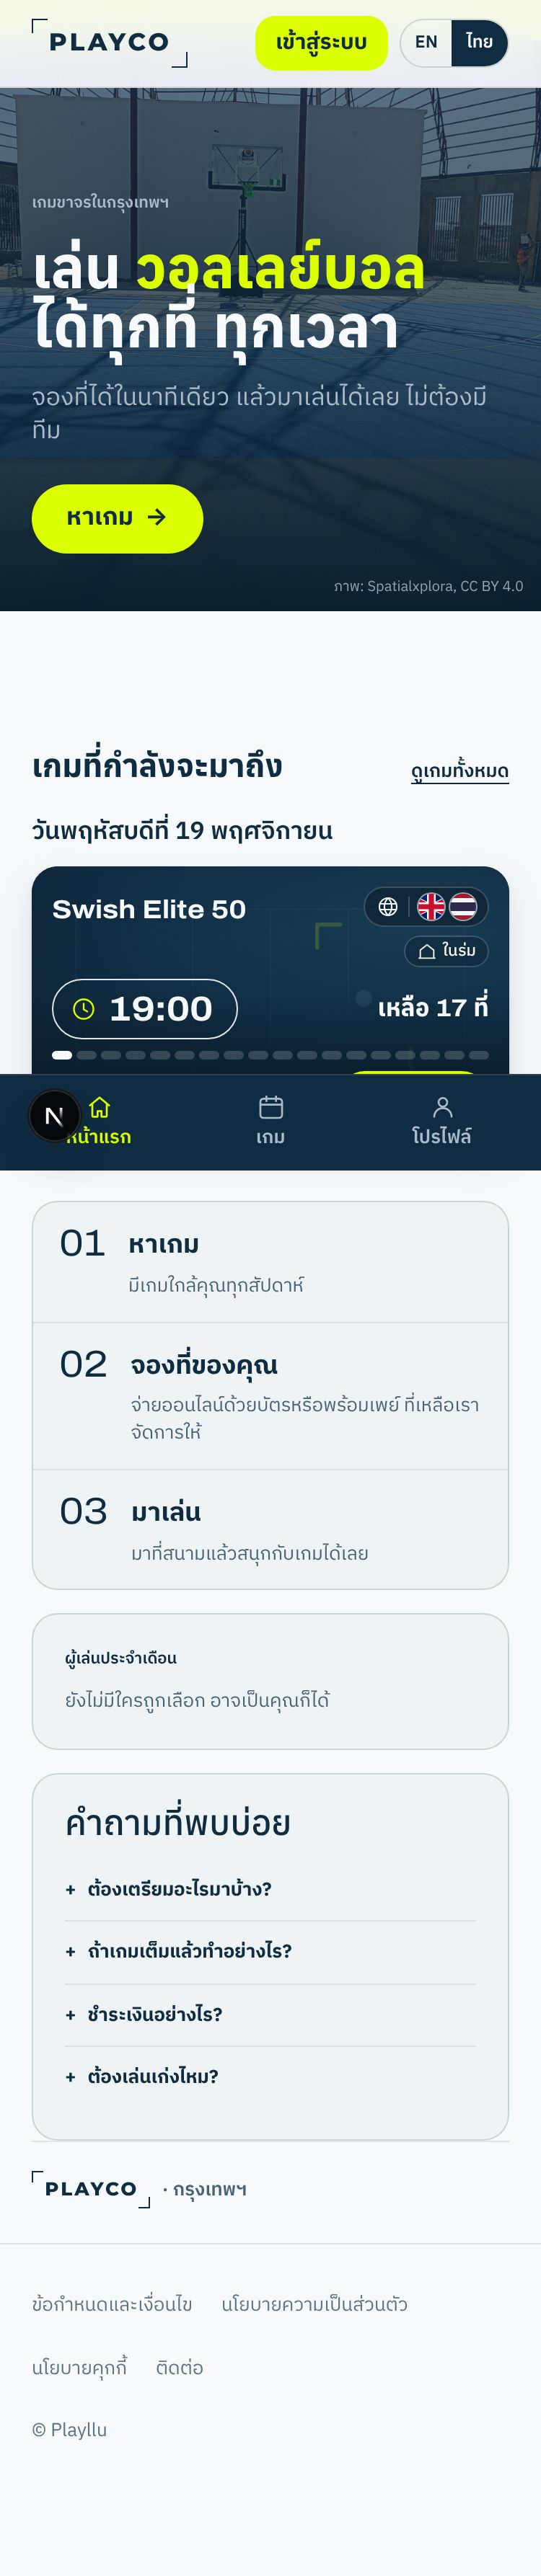 PLAYCO
เข้าสู่ระบบ
EN ไทย
เกมขาจรในกรุงเทพฯ
เล่น วอลเลย์บอล
ได้ทุกที่ ทุกเวลา
จองที่ได้ในนาทีเดียว แล้วมาเล่นได้เลย ไม่ต้องมี
ทีม
หาเกม →
ภาพ: Spatialxplora, CC BY 4.0
เกมที่กำลังจะมาถึง
ดูเกมทั้งหมด
วันพฤหัสบดีที่ 19 พฤศจิกายน
Swish Elite 50
ในร่ม
19:00
เหลือ 17 ที่
N
หน้าแรก
เกม
โปรไฟล์
01 หาเกม
มีเกมใกล้คุณทุกสัปดาห์
02 จองที่ของคุณ
จ่ายออนไลน์ด้วยบัตรหรือพร้อมเพย์ ที่เหลือเรา
จัดการให้
03 มาเล่น
มาที่สนามแล้วสนุกกับเกมได้เลย
ผู้เล่นประจำเดือน
ยังไม่มีใครถูกเลือก อาจเป็นคุณก็ได้
คำถามที่พบบ่อย
+ ต้องเตรียมอะไรมาบ้าง?
+ ถ้าเกมเต็มแล้วทำอย่างไร?
+ ชำระเงินอย่างไร?
+ ต้องเล่นเก่งไหม?
PLAYCO · กรุงเทพฯ
ข้อกำหนดและเงื่อนไข นโยบายความเป็นส่วนตัว
นโยบายคุกกี้ ติดต่อ
© Playllu